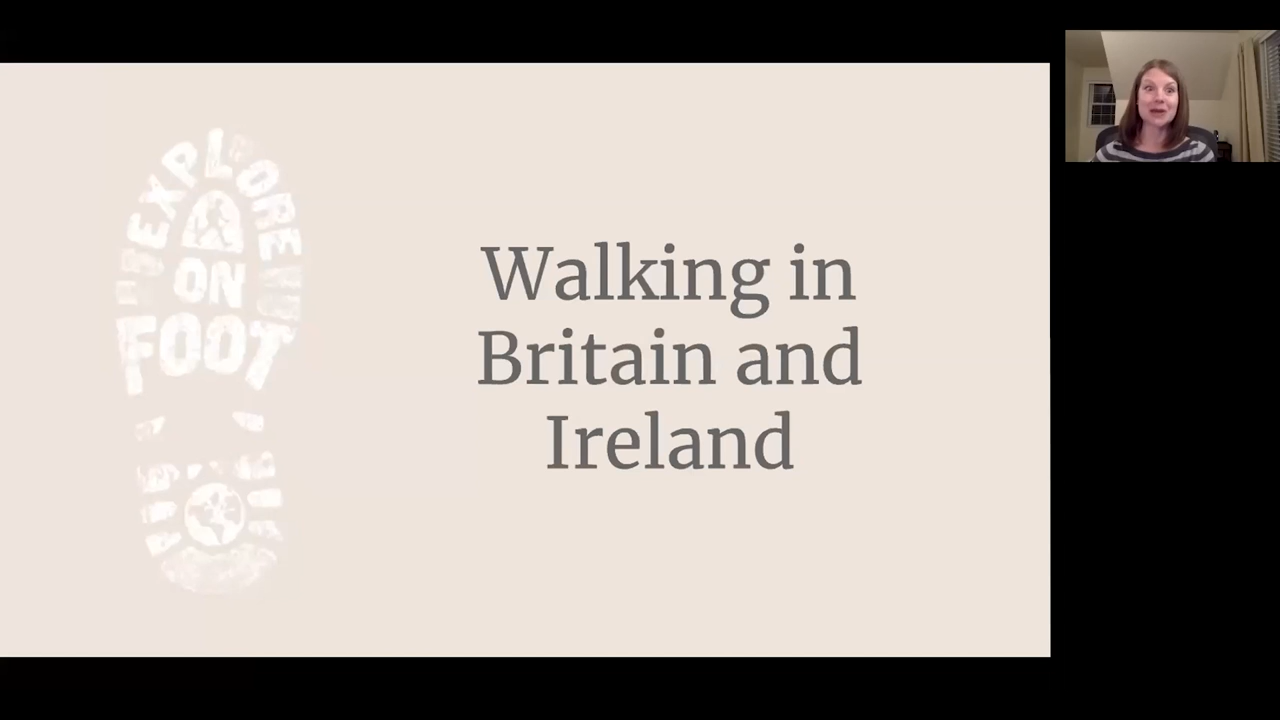 EXPLORE
ON
FOOT
Walking in
Britain and
Ireland